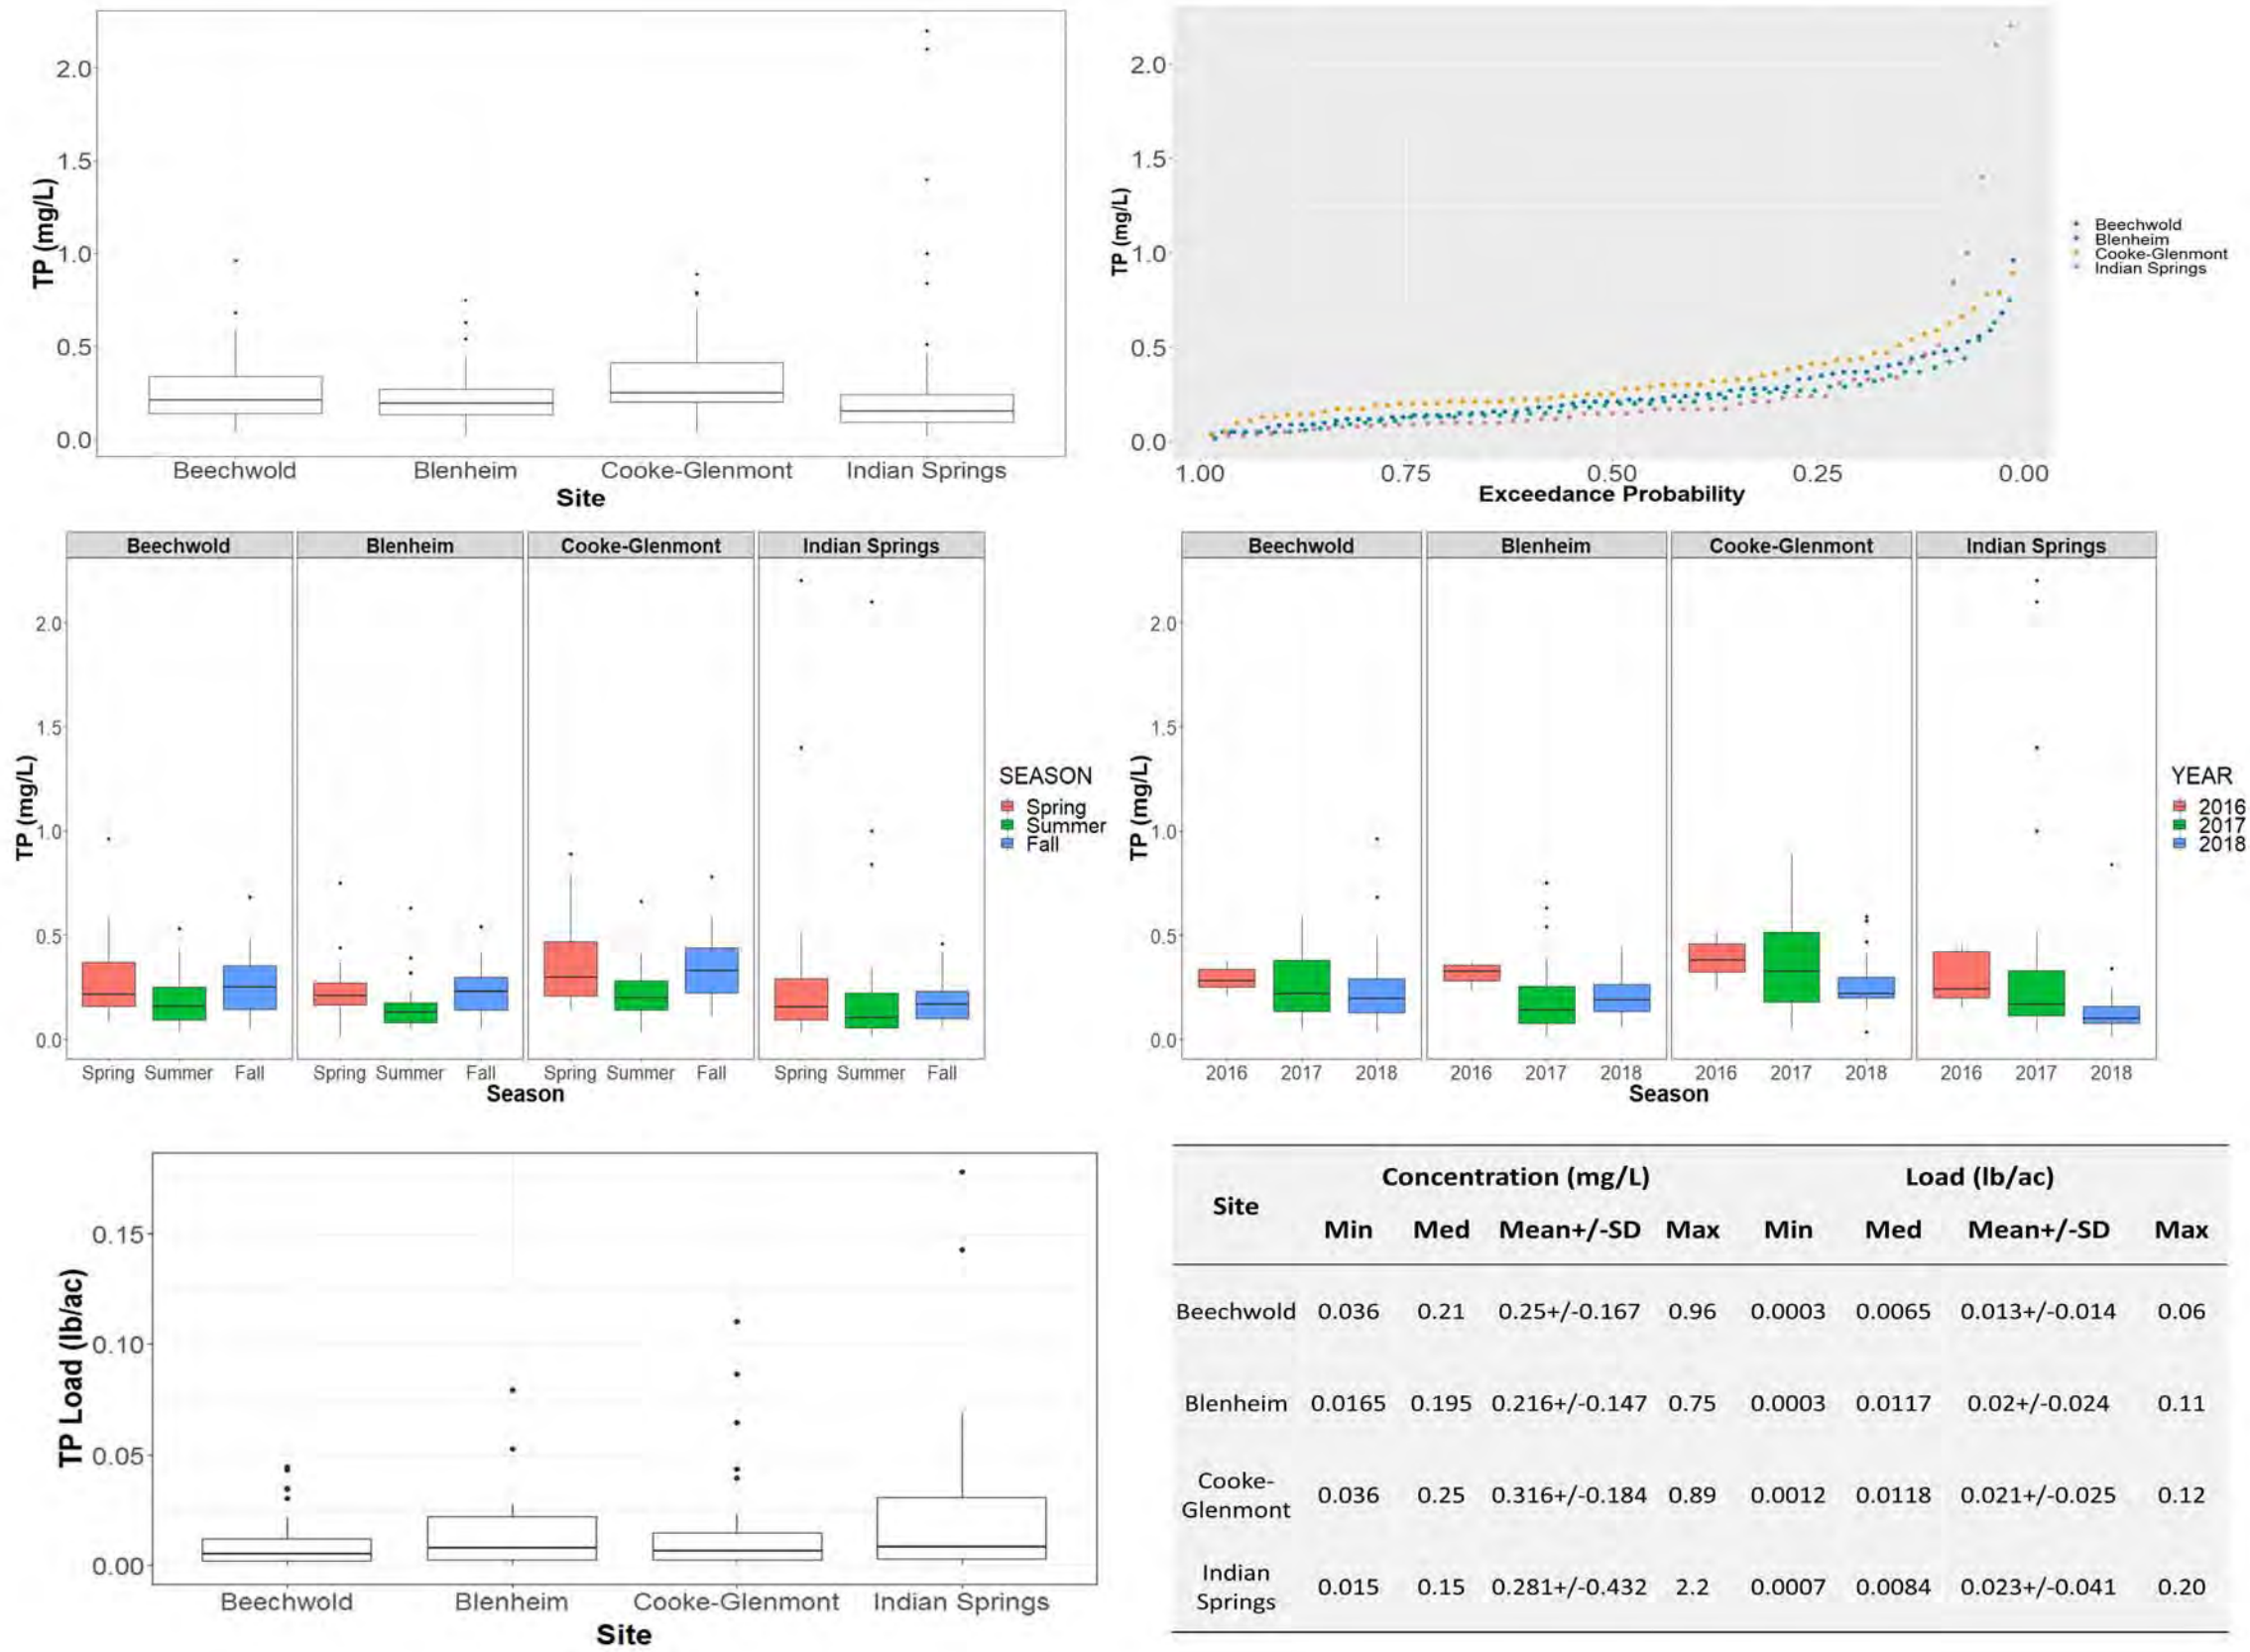 2.0
1.5
1.0
0.5
0.0
TP (mg/L)
Beechwold Blenheim Cooke-Glenmont Indian Springs
Site
2.0
1.5
1.0
0.5
0.0
TP (mg/L)
1.00 0.75 0.50 0.25 0.00
Exceedance Probability
Beechwold
Blenheim
Cooke-Glenmont
Indian Springs
Beechwold Blenheim Cooke-Glenmont Indian Springs
2.0
1.5
1.0
0.5
0.0
TP (mg/L)
Spring Summer Fall Spring Summer Fall Spring Summer Fall Spring Summer Fall
Season
SEASON
Spring
Summer
Fall
Beechwold Blenheim Cooke-Glenmont Indian Springs
2.0
1.5
1.0
0.5
0.0
TP (mg/L)
2016 2017 2018 2016 2017 2018 2016 2017 2018 2016 2017 2018
Season
YEAR
2016
2017
2018
0.15
0.10
0.05
0.00
TP Load (lb/ac)
Beechwold Blenheim Cooke-Glenmont Indian Springs
Site
Concentration (mg/L) Load (lb/ac)
Site
Min Med Mean+/-SD Max Min Med Mean+/-SD Max
Beechwold 0.036 0.21 0.25+/-0.167 0.96 0.0003 0.0065 0.013+/-0.014 0.06
Blenheim 0.0165 0.195 0.216+/-0.147 0.75 0.0003 0.0117 0.02+/-0.024 0.11
Cooke-
Glenmont 0.036 0.25 0.316+/-0.184 0.89 0.0012 0.0118 0.021+/-0.025 0.12
Indian
Springs 0.015 0.15 0.281+/-0.432 2.2 0.0007 0.0084 0.023+/-0.041 0.20